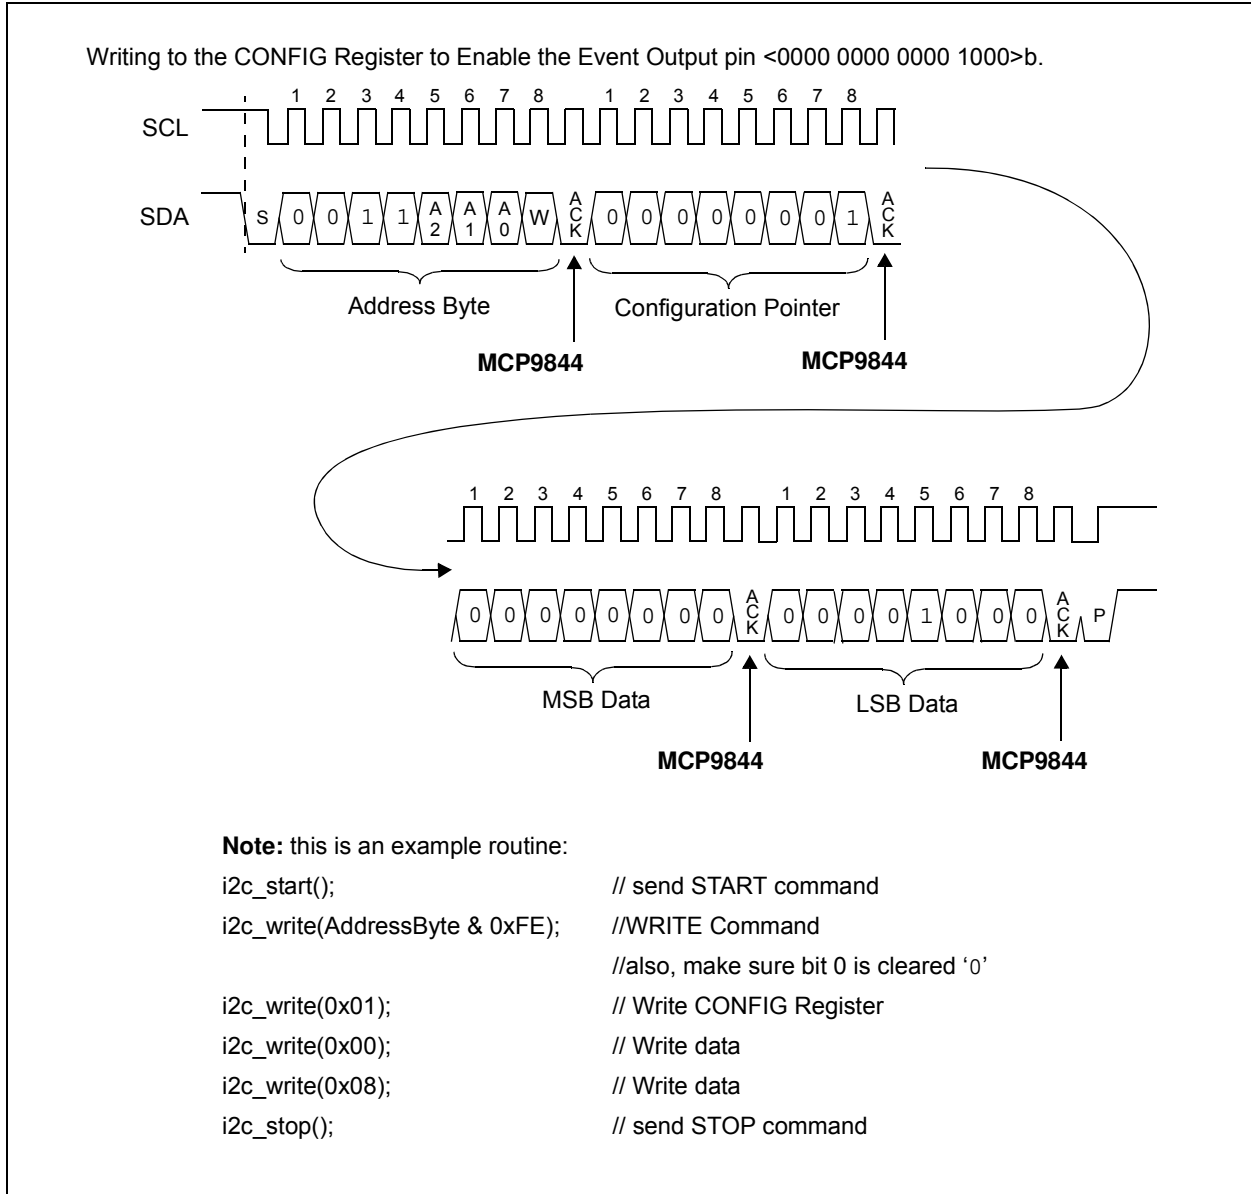 Writing to the CONFIG Register to Enable the Event Output pin <0000 0000 0000 1000>b.
1 2 3 4 5 6 7 8 1 2 3 4 5 6 7 8
SCL
SDA S 0 0 1 1 A2 A1 A0 W ACK 0 0 0 0 0 0 0 1 ACK
Address Byte Configuration Pointer
MCP9844 MCP9844
1 2 3 4 5 6 7 8 1 2 3 4 5 6 7 8
0 0 0 0 0 0 0 0 ACK 0 0 0 0 1 0 0 0 ACK P
MSB Data LSB Data
MCP9844 MCP9844
Note: this is an example routine:
i2c_start(); // send START command
i2c_write(AddressByte & 0xFE); //WRITE Command
//also, make sure bit 0 is cleared ‘0’
i2c_write(0x01); // Write CONFIG Register
i2c_write(0x00); // Write data
i2c_write(0x08); // Write data
i2c_stop(); // send STOP command